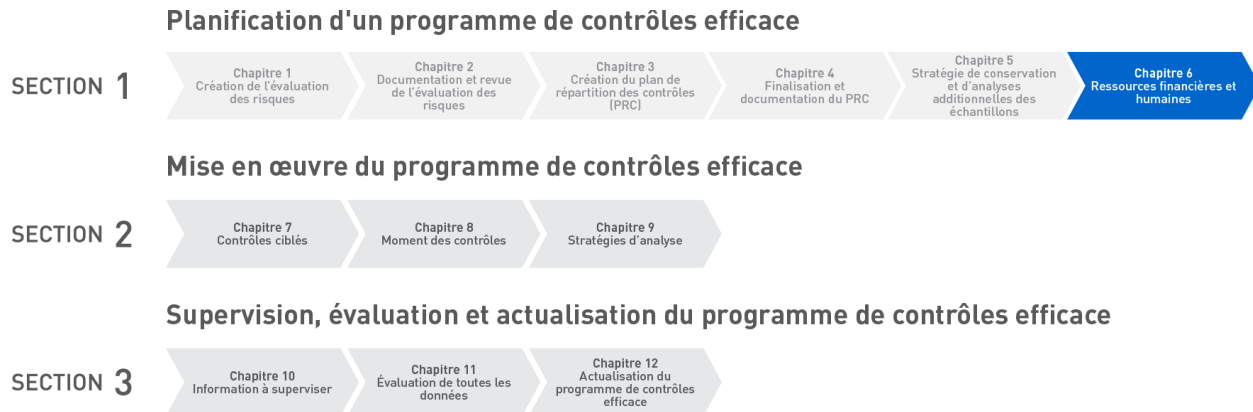 Planification d'un programme de contrôles efficace
SECTION 1
Chapitre 1
Création de l'évaluation
des risques
Chapitre 2
Documentation et revue
de l'évaluation des
risques
Chapitre 3
Création du plan de
répartition des contrôles
(PRC)
Chapitre 4
Finalisation et
documentation du PRC
Chapitre 5
Stratégie de conservation
et d'analyses
additionnelles des
échantillons
Chapitre 6
Ressources financières et
humaines
Mise en œuvre du programme de contrôles efficace
SECTION 2
Chapitre 7
Contrôles ciblés
Chapitre 8
Moment des contrôles
Chapitre 9
Stratégies d'analyse
Supervision, évaluation et actualisation du programme de contrôles efficace
SECTION 3
Chapitre 10
Information à superviser
Chapitre 11
Évaluation de toutes les
données
Chapitre 12
Actualisation du
programme de contrôles
efficace